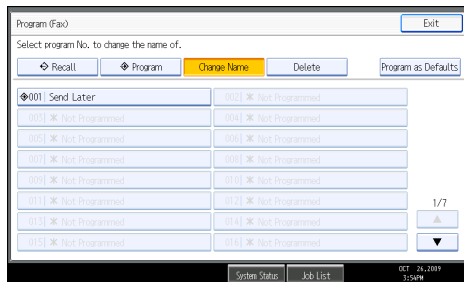 Program (Fax) Exit
Select program No. to change the name of.
Recall Program Change Name Delete Program as Defaults
001 Send Later 002 Not Programmed
003 Not Programmed 004 Not Programmed
005 Not Programmed 006 Not Programmed
007 Not Programmed 008 Not Programmed
009 Not Programmed 010 Not Programmed
011 Not Programmed 012 Not Programmed 1/7
013 Not Programmed 014 Not Programmed
015 Not Programmed 016 Not Programmed
System Status Job List OCT 26,2009
3:54PM